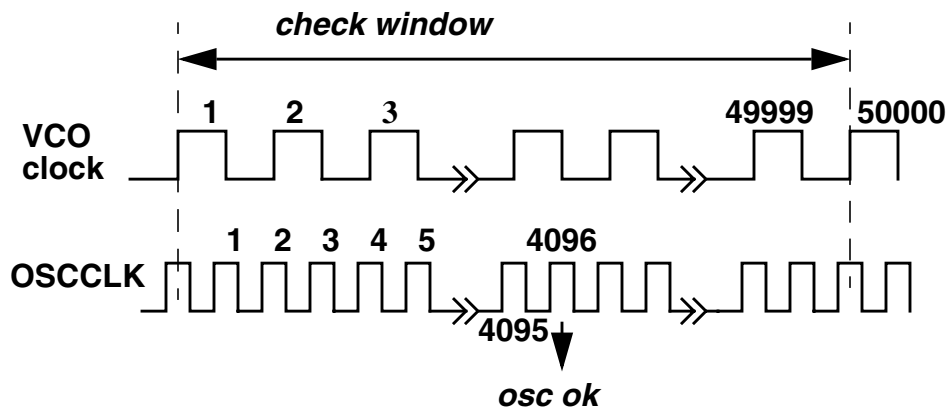 check window
1 2 3 49999 50000
VCO
clock
1 2 3 4 5 4096
OSCCLK
4095
osc ok